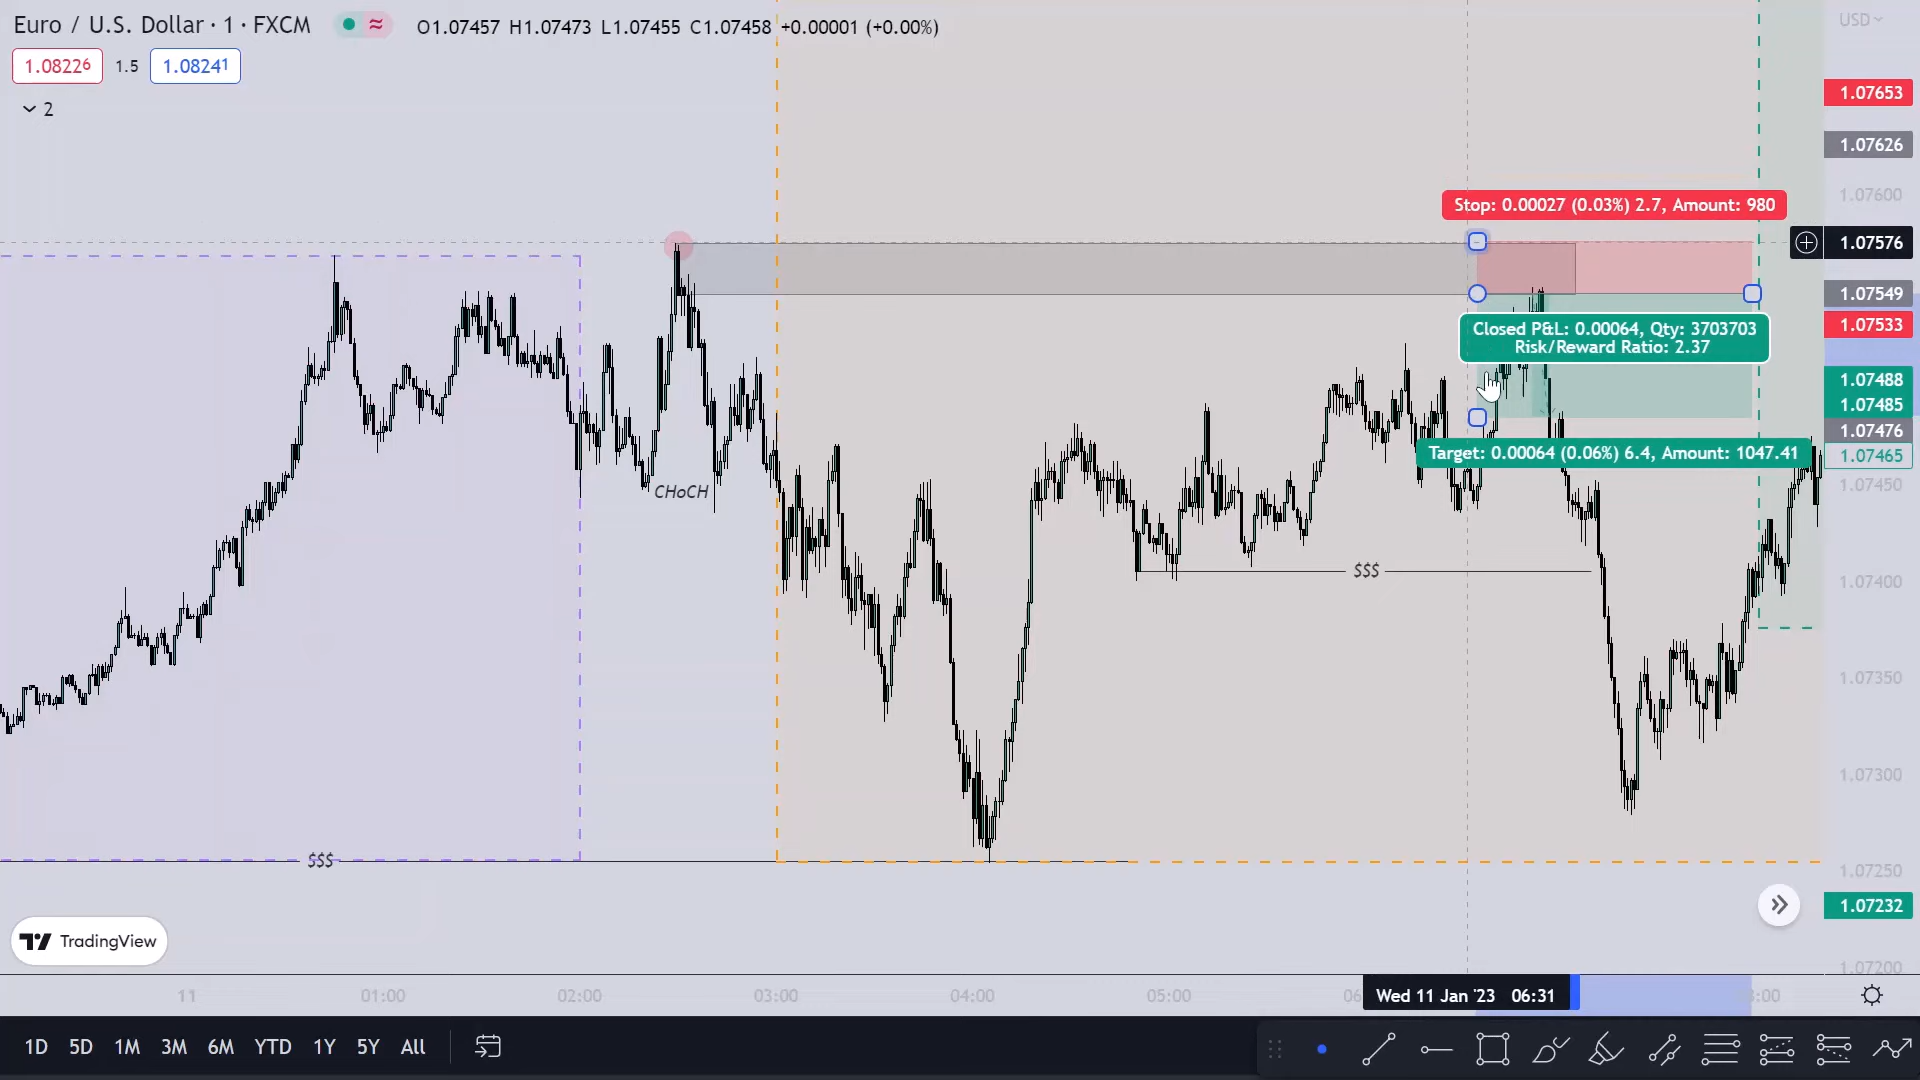 Euro / U.S. Dollar · 1 · FXCM O1.07457 H1.07473 L1.07455 C1.07458 +0.00001 (+0.00%)
USD
1.08226 1.5 1.08241
2
1.07653
1.07626
1.07600
Stop: 0.00027 (0.03%) 2.7, Amount: 980
1.07576
1.07549
1.07533
Closed P&L: 0.00064, Qty: 3703703
Risk/Reward Ratio: 2.37
1.07488
1.07485
1.07476
Target: 0.00064 (0.06%) 6.4, Amount: 1047.41
1.07465
1.07450
CHoCH
$$$
1.07400
1.07350
1.07300
$$$
1.07250
1.07232
TradingView
1.07200
11 01:00 02:00 03:00 04:00 05:00 Wed 11 Jan '23 06:31
1D 5D 1M 3M 6M YTD 1Y 5Y All